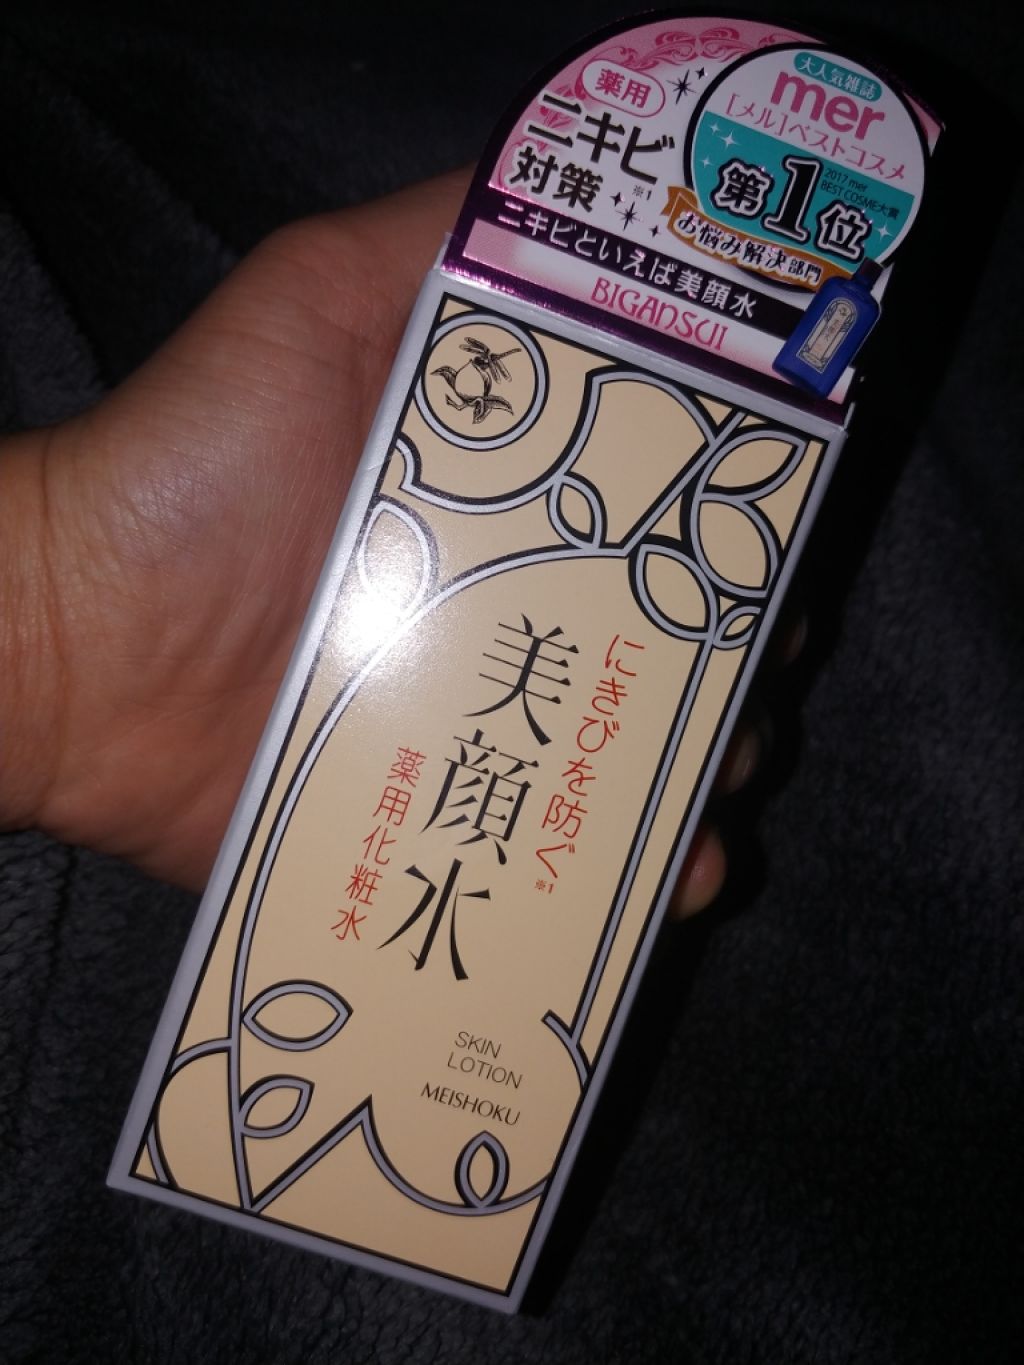 大人気雑誌
mer
[メル]ベストコスメ
2017 mer
BEST COSME大賞
第1位
お悩み解決部門
薬用
ニキビ
対策※1
ニキビといえば美顔水
BIGANSUI
にきびを防ぐ※1
美顔水
薬用化粧水
SKIN
LOTION
MEISHOKU